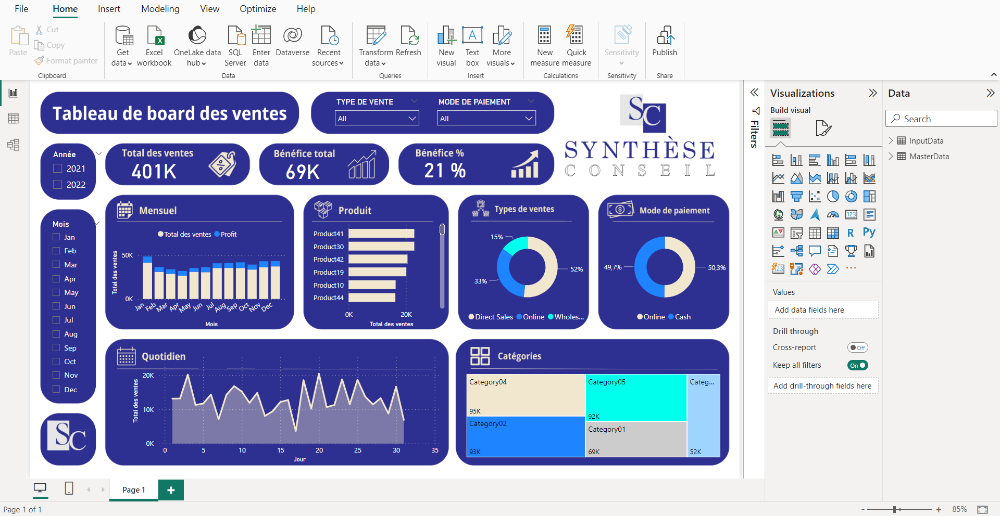 File Home Insert Modeling View Optimize Help
Paste
Cut
Copy
Format painter
Clipboard
Get data
Excel workbook
OneLake data hub
SQL Server
Enter data
Dataverse
Recent sources
Data
Transform data
Refresh
Queries
New visual
Text box
More visuals
Insert
New measure
Quick measure
Calculations
Sensitivity
Sensitivity
Publish
Share
Tableau de board des ventes
TYPE DE VENTE
All
MODE DE PAIEMENT
All
SC
SYNTHÈSE
CONSEIL
Année
2021
2022
Total des ventes
401K
Bénéfice total
69K
Bénéfice %
21 %
Mois
Jan
Feb
Mar
Apr
May
Jun
Jul
Aug
Sep
Oct
Nov
Dec
SC
Mensuel
Total des ventes Profit
Total des ventes
50K
0K
Jan Feb Mar Apr May Jun Jul Aug Sep Oct Nov Dec
Mois
Produit
Product41
Product30
Product42
Product19
Product10
Product44
0K 20K
Total des ventes
Types de ventes
15%
52%
33%
Direct Sales Online Wholes...
Mode de paiement
49,7%
50,3%
Online Cash
Quotidien
Total des ventes
20K
10K
0K
0 5 10 15 20 25 30 35
Jour
Catégories
Category04
95K
Category02
93K
Category05
92K
Category01
69K
Categ...
52K
Filters
Visualizations
Build visual
123
R
Py
123
Values
Add data fields here
Drill through
Cross-report Off
Keep all filters On
Add drill-through fields here
Data
Search
InputData
MasterData
Page 1
Page 1 of 1
85%